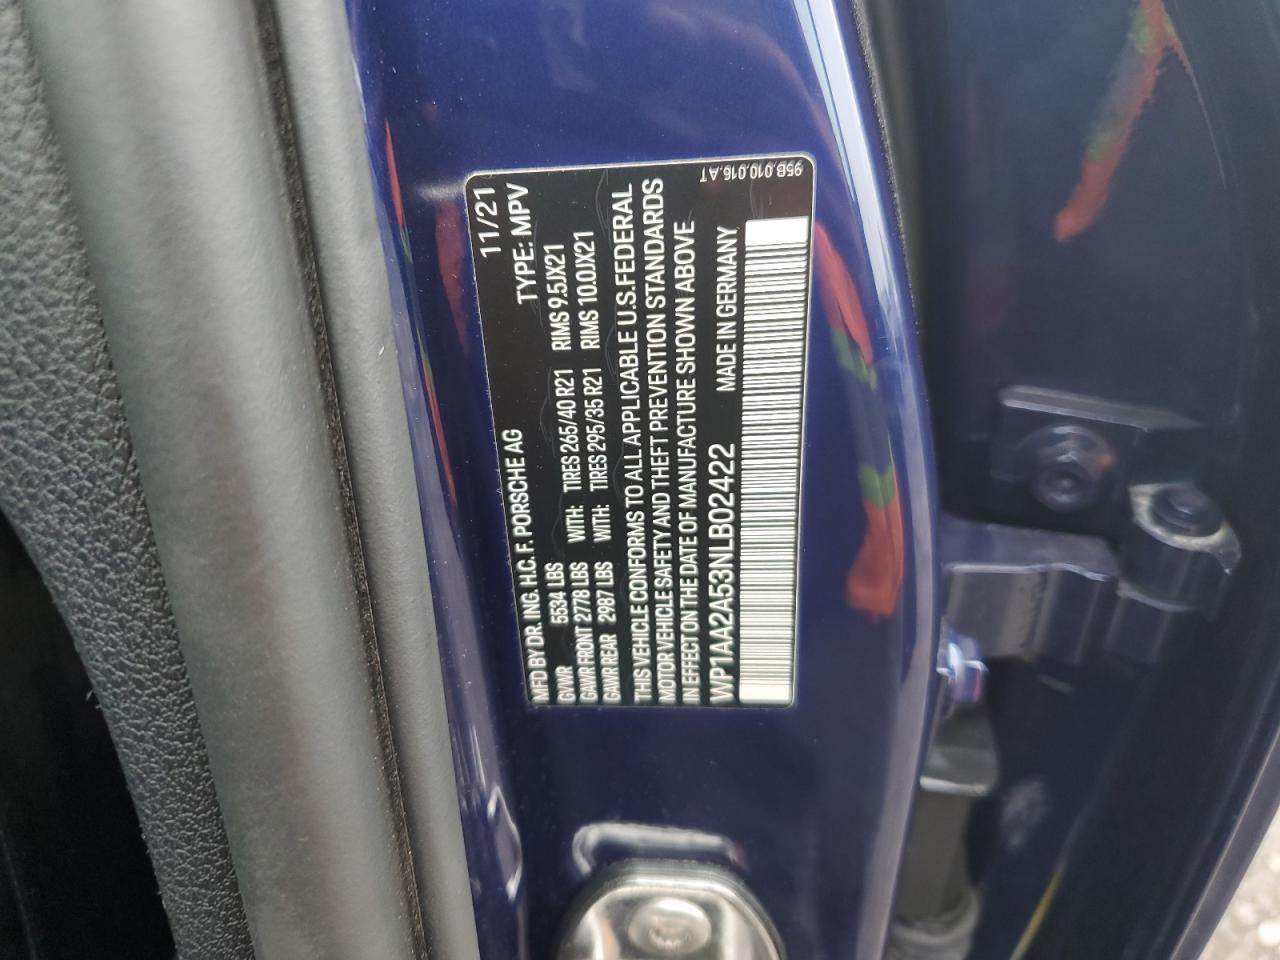 MFD BY DR. ING. H.C. F. PORSCHE AG 11/21
GVWR 5534 LBS TYPE: MPV
GAWR FRONT 2778 LBS WITH: TIRES 265/40 R21 RIMS 9.5JX21
GAWR REAR 2987 LBS WITH: TIRES 295/35 R21 RIMS 10.0JX21
THIS VEHICLE CONFORMS TO ALL APPLICABLE U.S.FEDERAL
MOTOR VEHICLE SAFETY AND THEFT PREVENTION STANDARDS
IN EFFECT ON THE DATE OF MANUFACTURE SHOWN ABOVE
WP1AA2A53NLB02422 MADE IN GERMANY
95B.010.016.AT